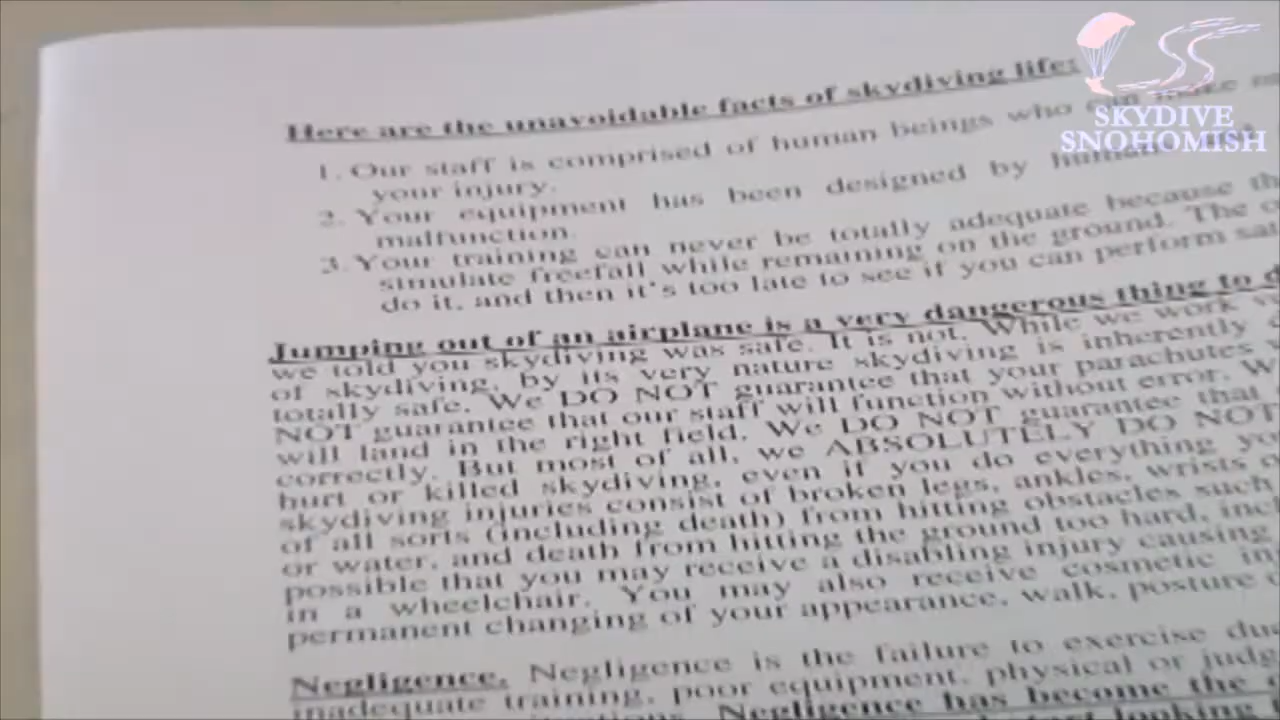 SKYDIVE
SNOHOMISH
Here are the unavoidable facts of skydiving life:
1. Our staff is comprised of human beings who can make
your injury.
2. Your equipment has been designed by humans
malfunction.
3. Your training can never be totally adequate because
simulate freefall while remaining on the ground. The
do it, and then it's too late to see if you can perform
Jumping out of an airplane is a very dangerous thing to
we told you skydiving was safe. It is not. While we work
of skydiving, by its very nature skydiving is inherently
totally safe. We DO NOT guarantee that your parachutes
NOT guarantee that our staff will function without error.
will land in the right field. We DO NOT guarantee that
correctly. But most of all, we ABSOLUTELY DO NOT
hurt or killed skydiving, even if you do everything
skydiving injuries consist of broken legs, ankles, wrists
of all sorts (including death) from hitting obstacles such
or water, and death from hitting the ground too hard,
possible that you may receive a disabling injury causing
in a wheelchair. You may also receive cosmetic
permanent changing of your appearance, walk, posture
Negligence. Negligence is the failure to exercise
inadequate training, poor equipment, physical or
Negligence has become the